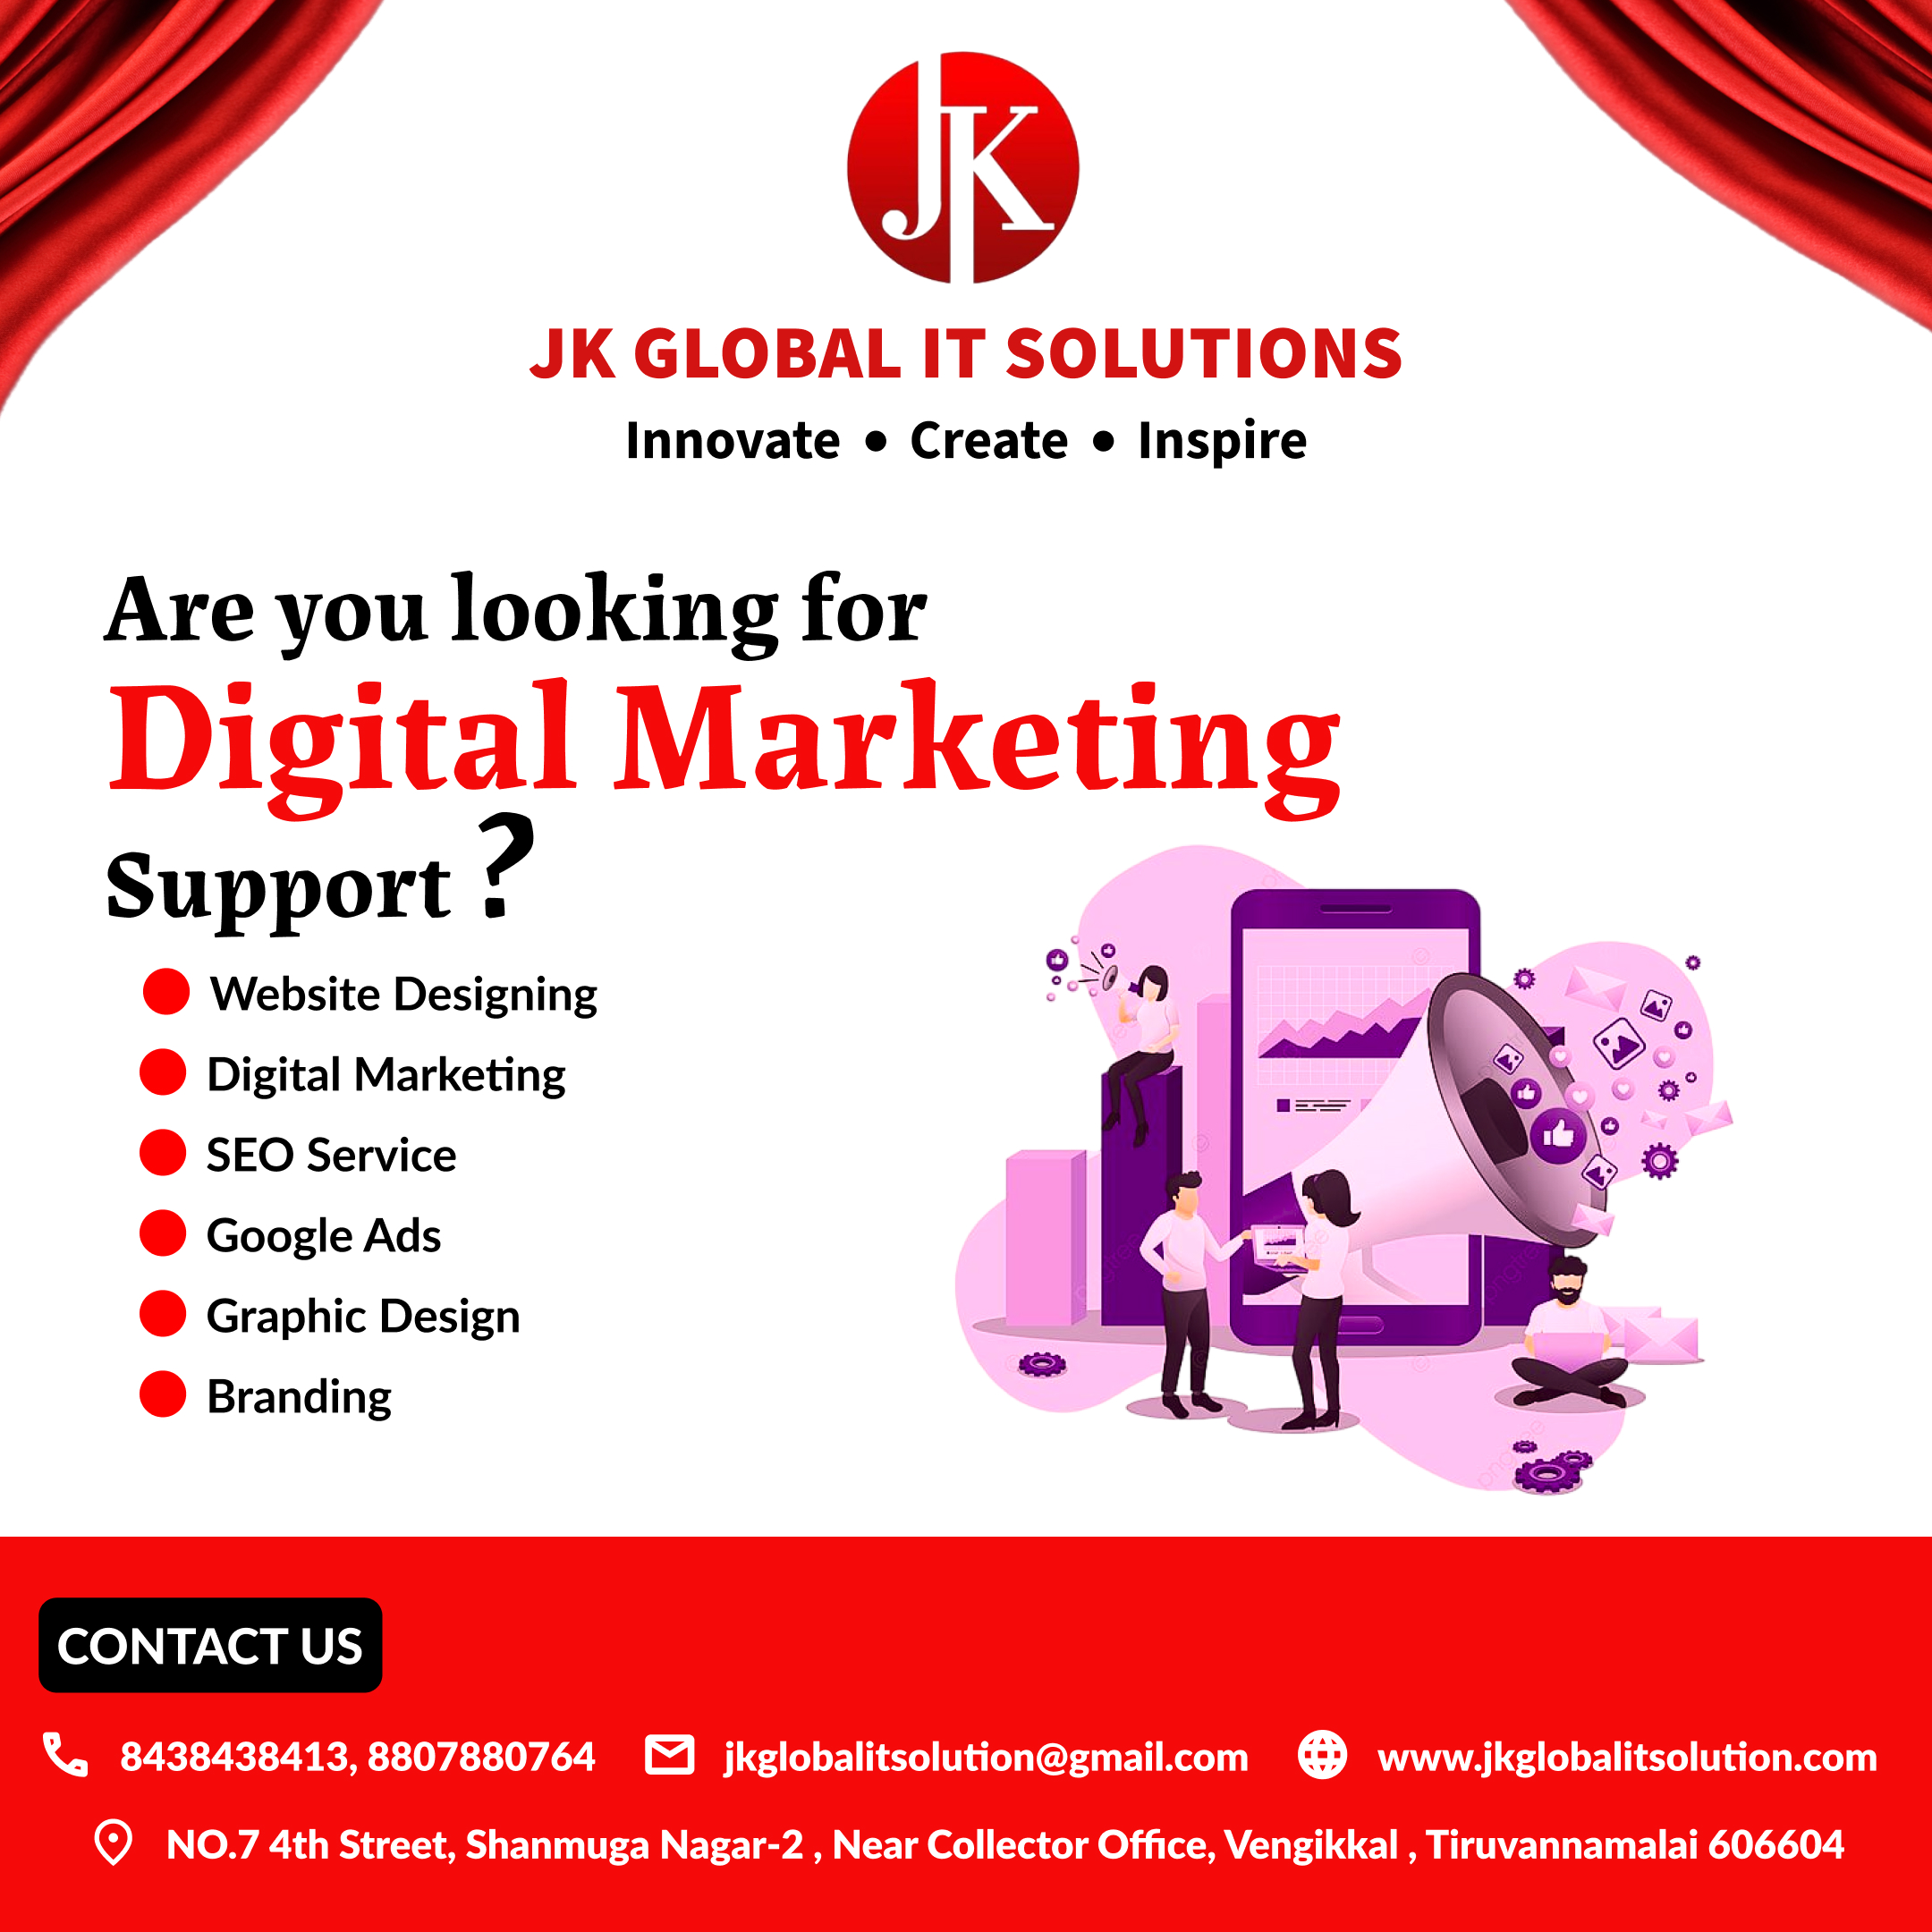 JK
JK GLOBAL IT SOLUTIONS
Innovate • Create • Inspire
Are you looking for
Digital Marketing
Support ?
Website Designing
Digital Marketing
SEO Service
Google Ads
Graphic Design
Branding
CONTACT US
8438438413, 8807880764 jkglobalitsolution@gmail.com www.jkglobalitsolution.com
NO.7 4th Street, Shanmuga Nagar-2 , Near Collector Office, Vengikkal , Tiruvannamalai 606604